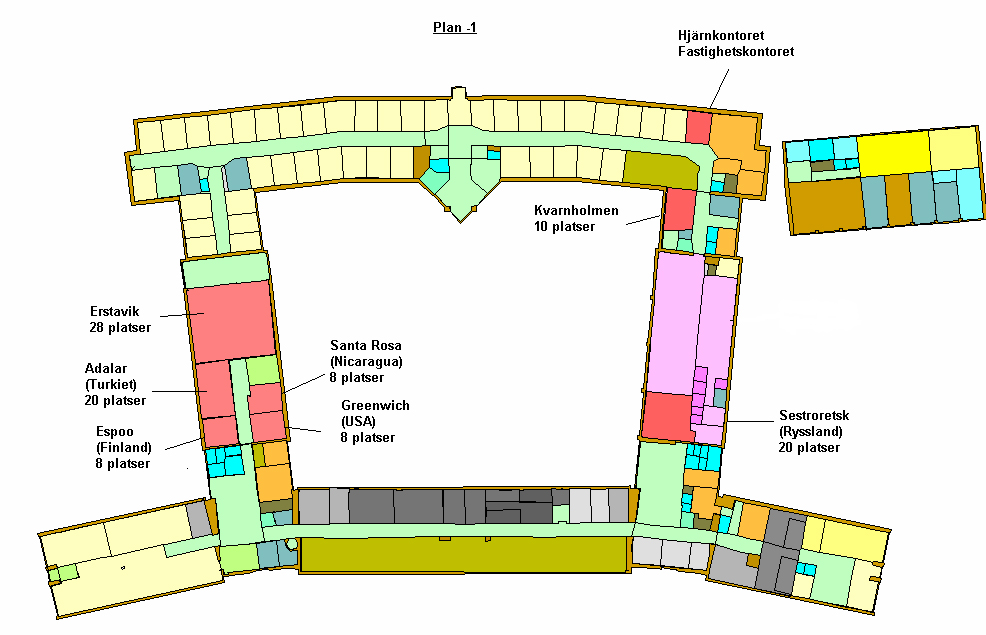 Plan -1
Hjärnkontoret
Fastighetskontoret
Kvarnholmen
10 platser
Erstavik
28 platser
Santa Rosa
(Nicaragua)
8 platser
Adalar
(Turkiet)
20 platser
Greenwich
(USA)
8 platser
Espoo
(Finland)
8 platser
Sestroretsk
(Ryssland)
20 platser